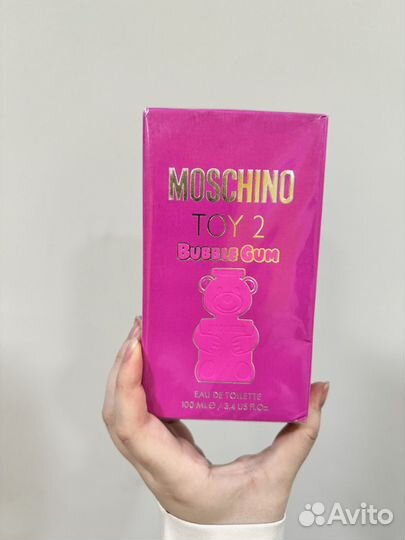 MOSCHINO
TOY 2
BUBBLE GUM
EAU DE TOILETTE
100 ML ℮ / 3.4 US FL.OZ.
Avito